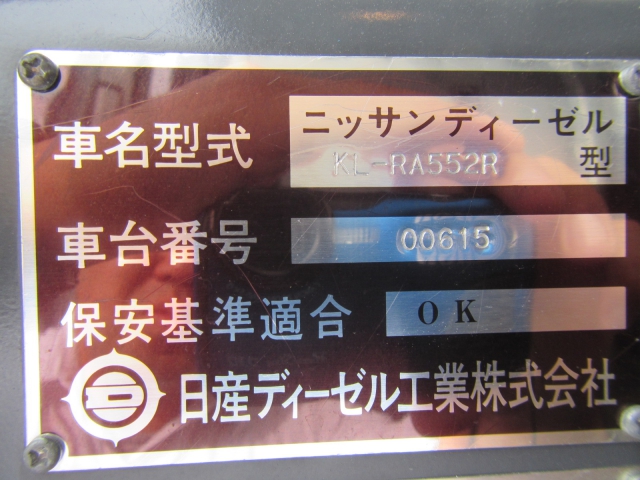 車名型式 ニッサンディーゼル
KL-RA552R 型
車台番号 00615
保安基準適合 OK
日産ディーゼル工業株式会社